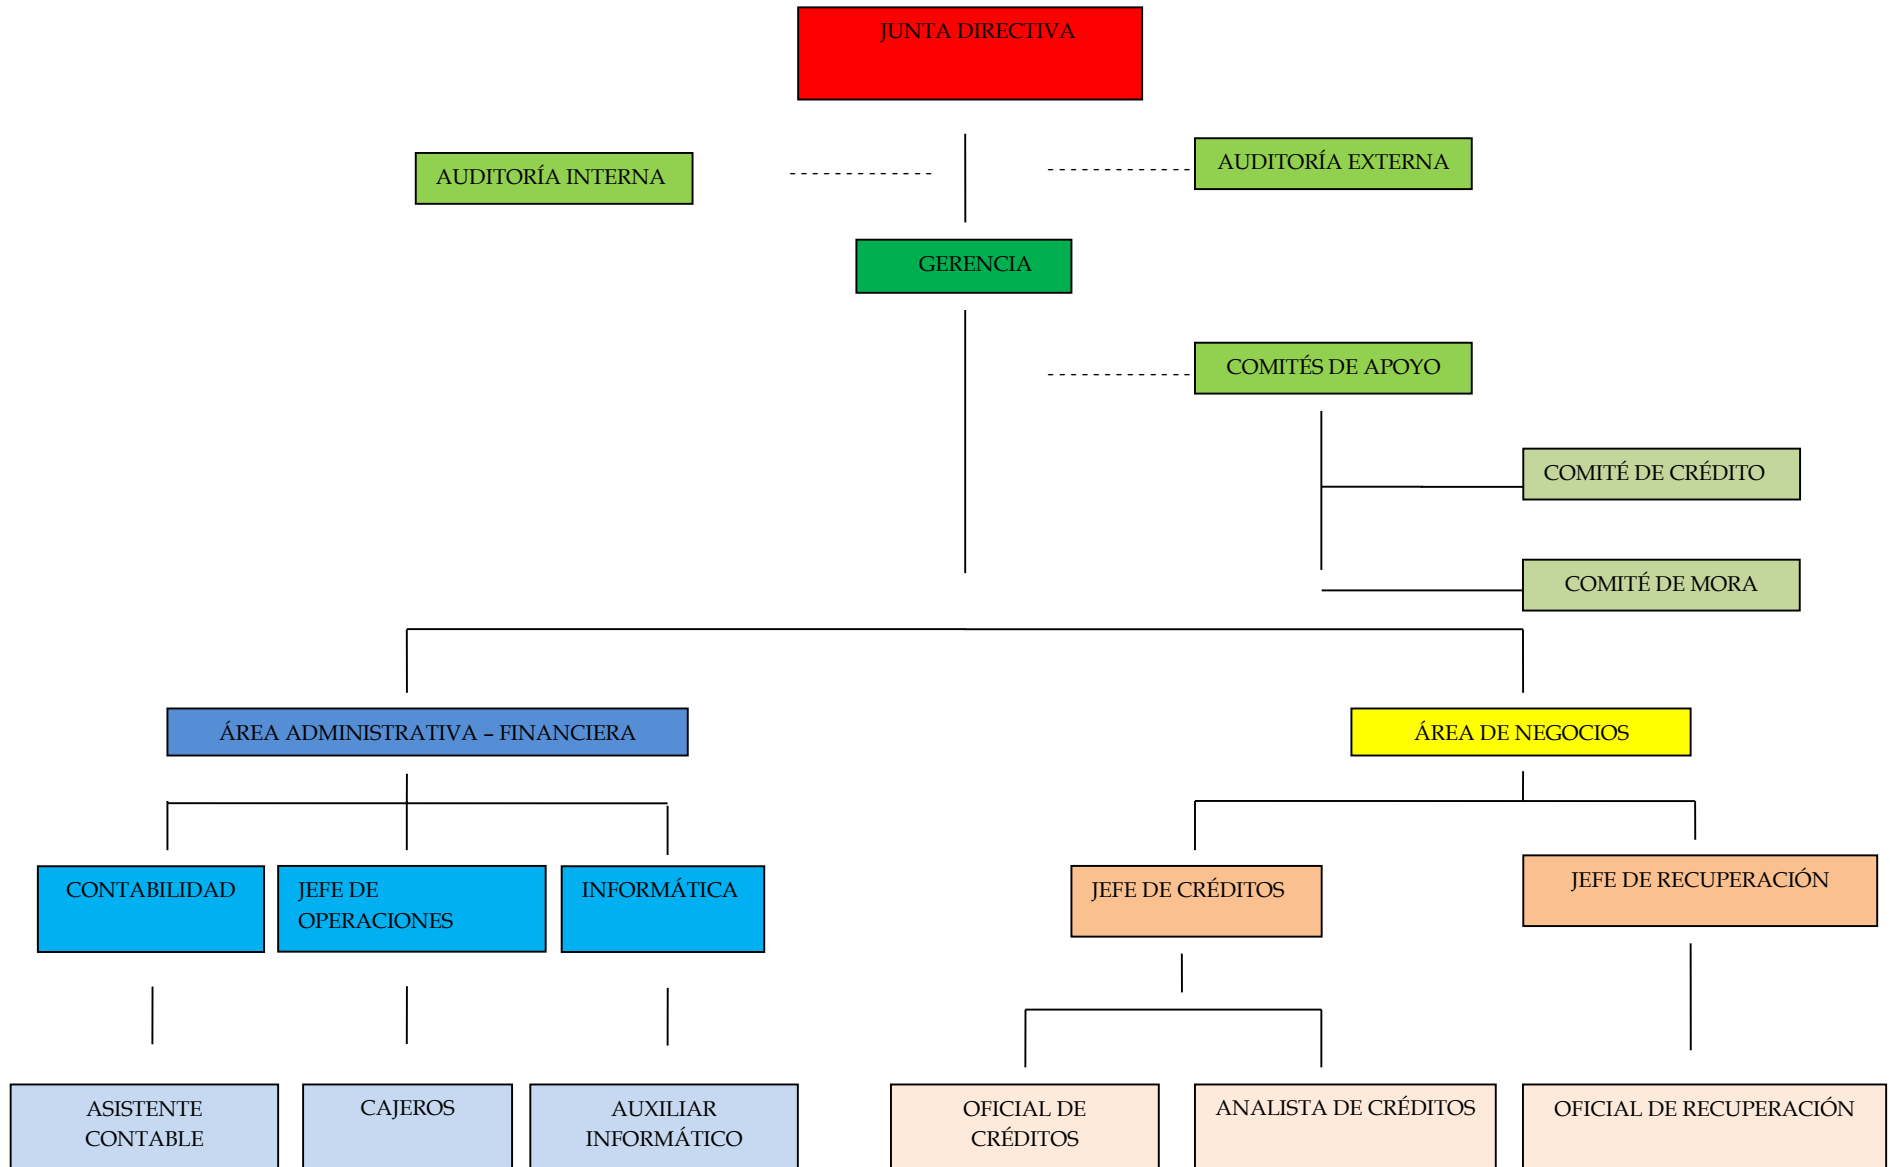 JUNTA DIRECTIVA
AUDITORÍA INTERNA
AUDITORÍA EXTERNA
GERENCIA
COMITÉS DE APOYO
COMITÉ DE CRÉDITO
COMITÉ DE MORA
ÁREA ADMINISTRATIVA – FINANCIERA
ÁREA DE NEGOCIOS
CONTABILIDAD
JEFE DE
OPERACIONES
INFORMÁTICA
JEFE DE CRÉDITOS
JEFE DE RECUPERACIÓN
ASISTENTE
CONTABLE
CAJEROS
AUXILIAR
INFORMÁTICO
OFICIAL DE
CRÉDITOS
ANALISTA DE CRÉDITOS
OFICIAL DE RECUPERACIÓN